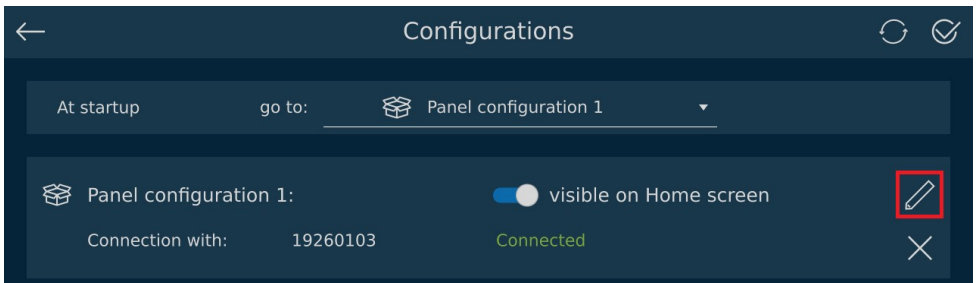 Configurations
At startup go to: Panel configuration 1
Panel configuration 1: visible on Home screen
Connection with: 19260103 Connected